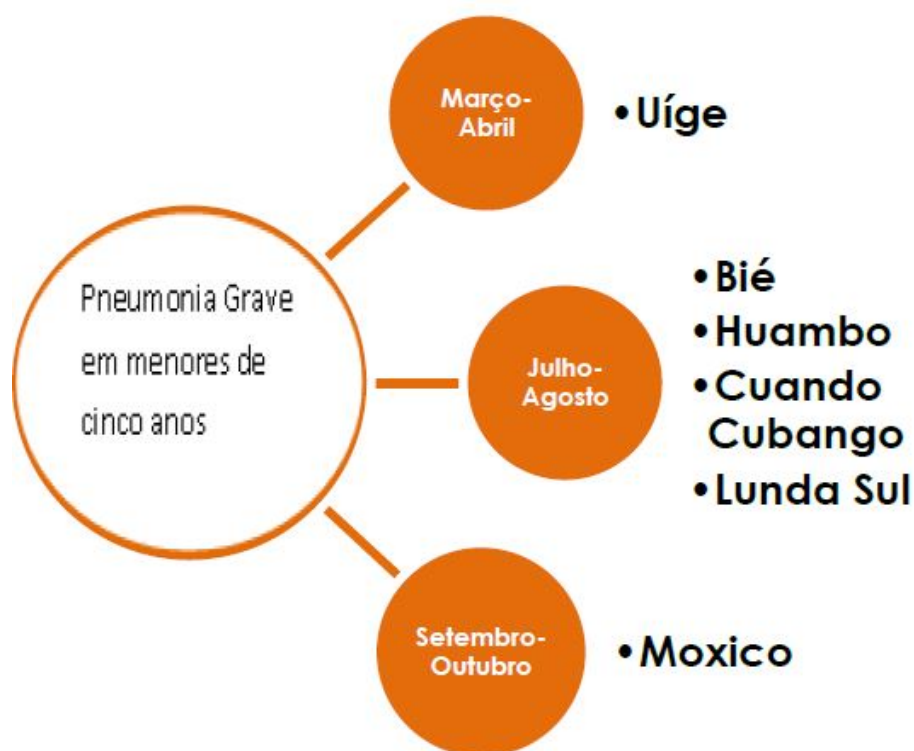 Pneumonia Grave
em menores de
cinco anos
Março-
Abril
•Uíge
Julho-
Agosto
•Bié
•Huambo
•Cuando
Cubango
•Lunda Sul
Setembro-
Outubro
•Moxico